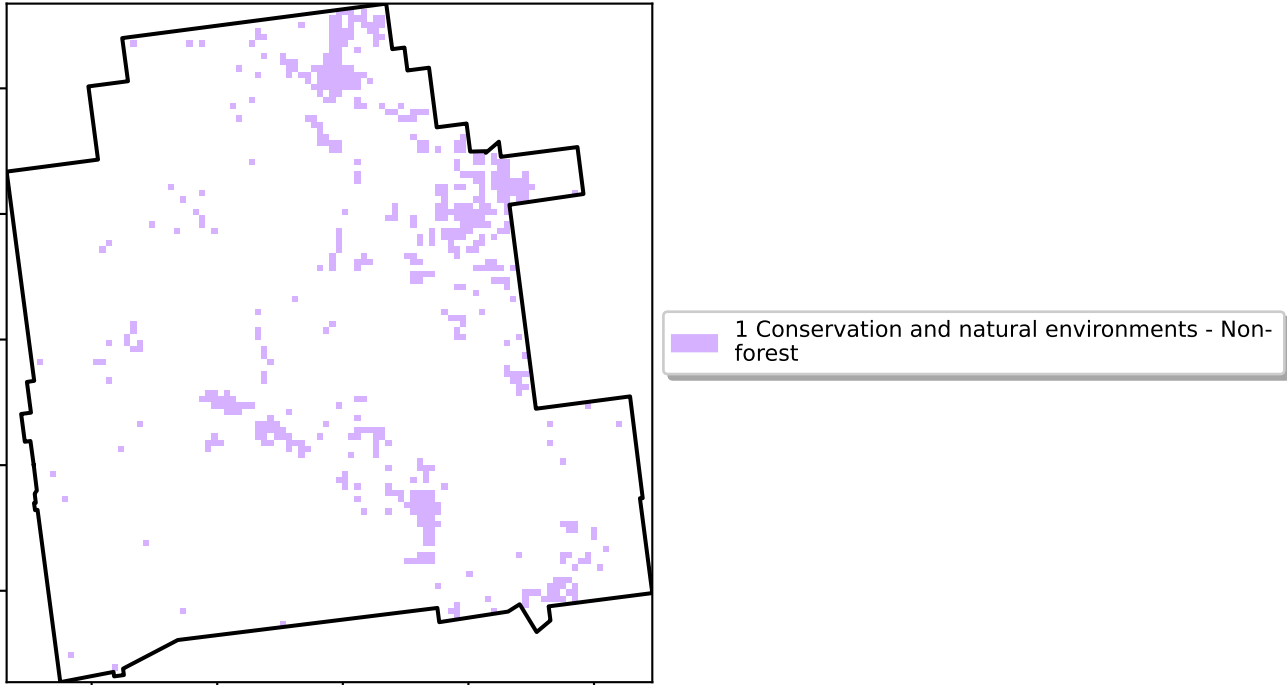 1 Conservation and natural environments - Non-
forest